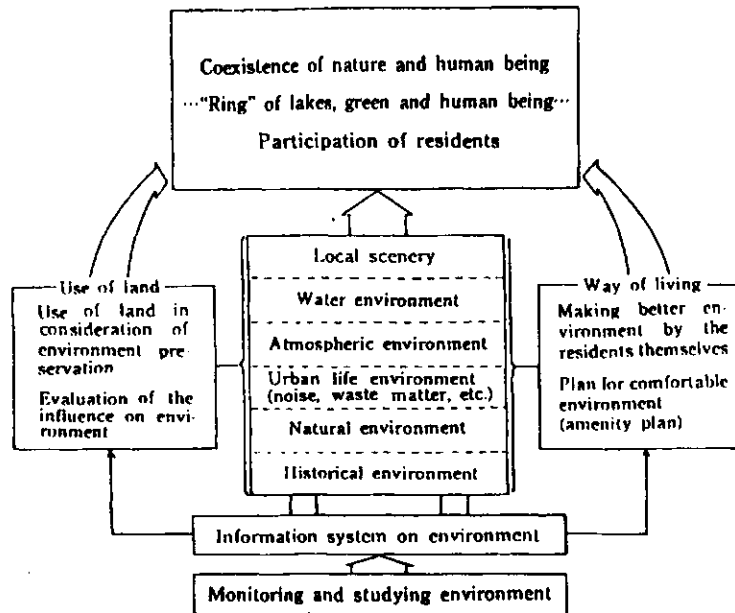 Coexistence of nature and human being
···"Ring" of lakes, green and human being···
Participation of residents
Local scenery
Water environment
Atmospheric environment
Urban life environment
(noise, waste matter, etc.)
Natural environment
Historical environment
Use of land
Use of land in
consideration of
environment pre-
servation
Evaluation of the
influence on envi-
ronment
Way of living
Making better en-
vironment by the
residents themselves
Plan for comfortable
environment
(amenity plan)
Information system on environment
Monitoring and studying environment